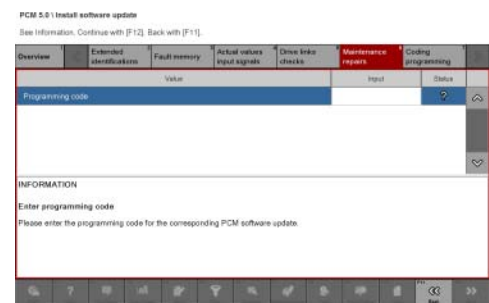 PCM 5.0 \ Install software update
See Information. Continue with [F12]. Back with [F11].
Overview
Extended identifications
Fault memory
Actual values input signals
Drive links checks
Maintenance repairs
Coding programming
Value Input Status
Programming code ?
INFORMATION
Enter programming code
Please enter the programming code for the corresponding PCM software update.